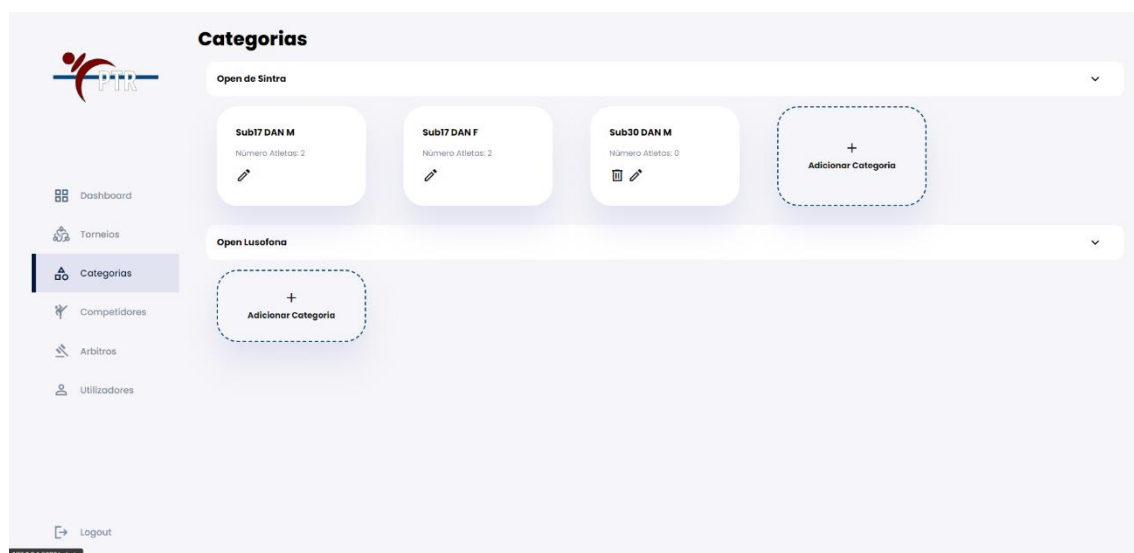 Categorias
PTR
Open de Sintra
Sub17 DAN M
Número Atletas: 2
Sub17 DAN F
Número Atletas: 2
Sub30 DAN M
Número Atletas: 0
+
Adicionar Categoria
Open Lusofona
+
Adicionar Categoria
Dashboard
Torneios
Categorias
Competidores
Arbitros
Utilizadores
Logout